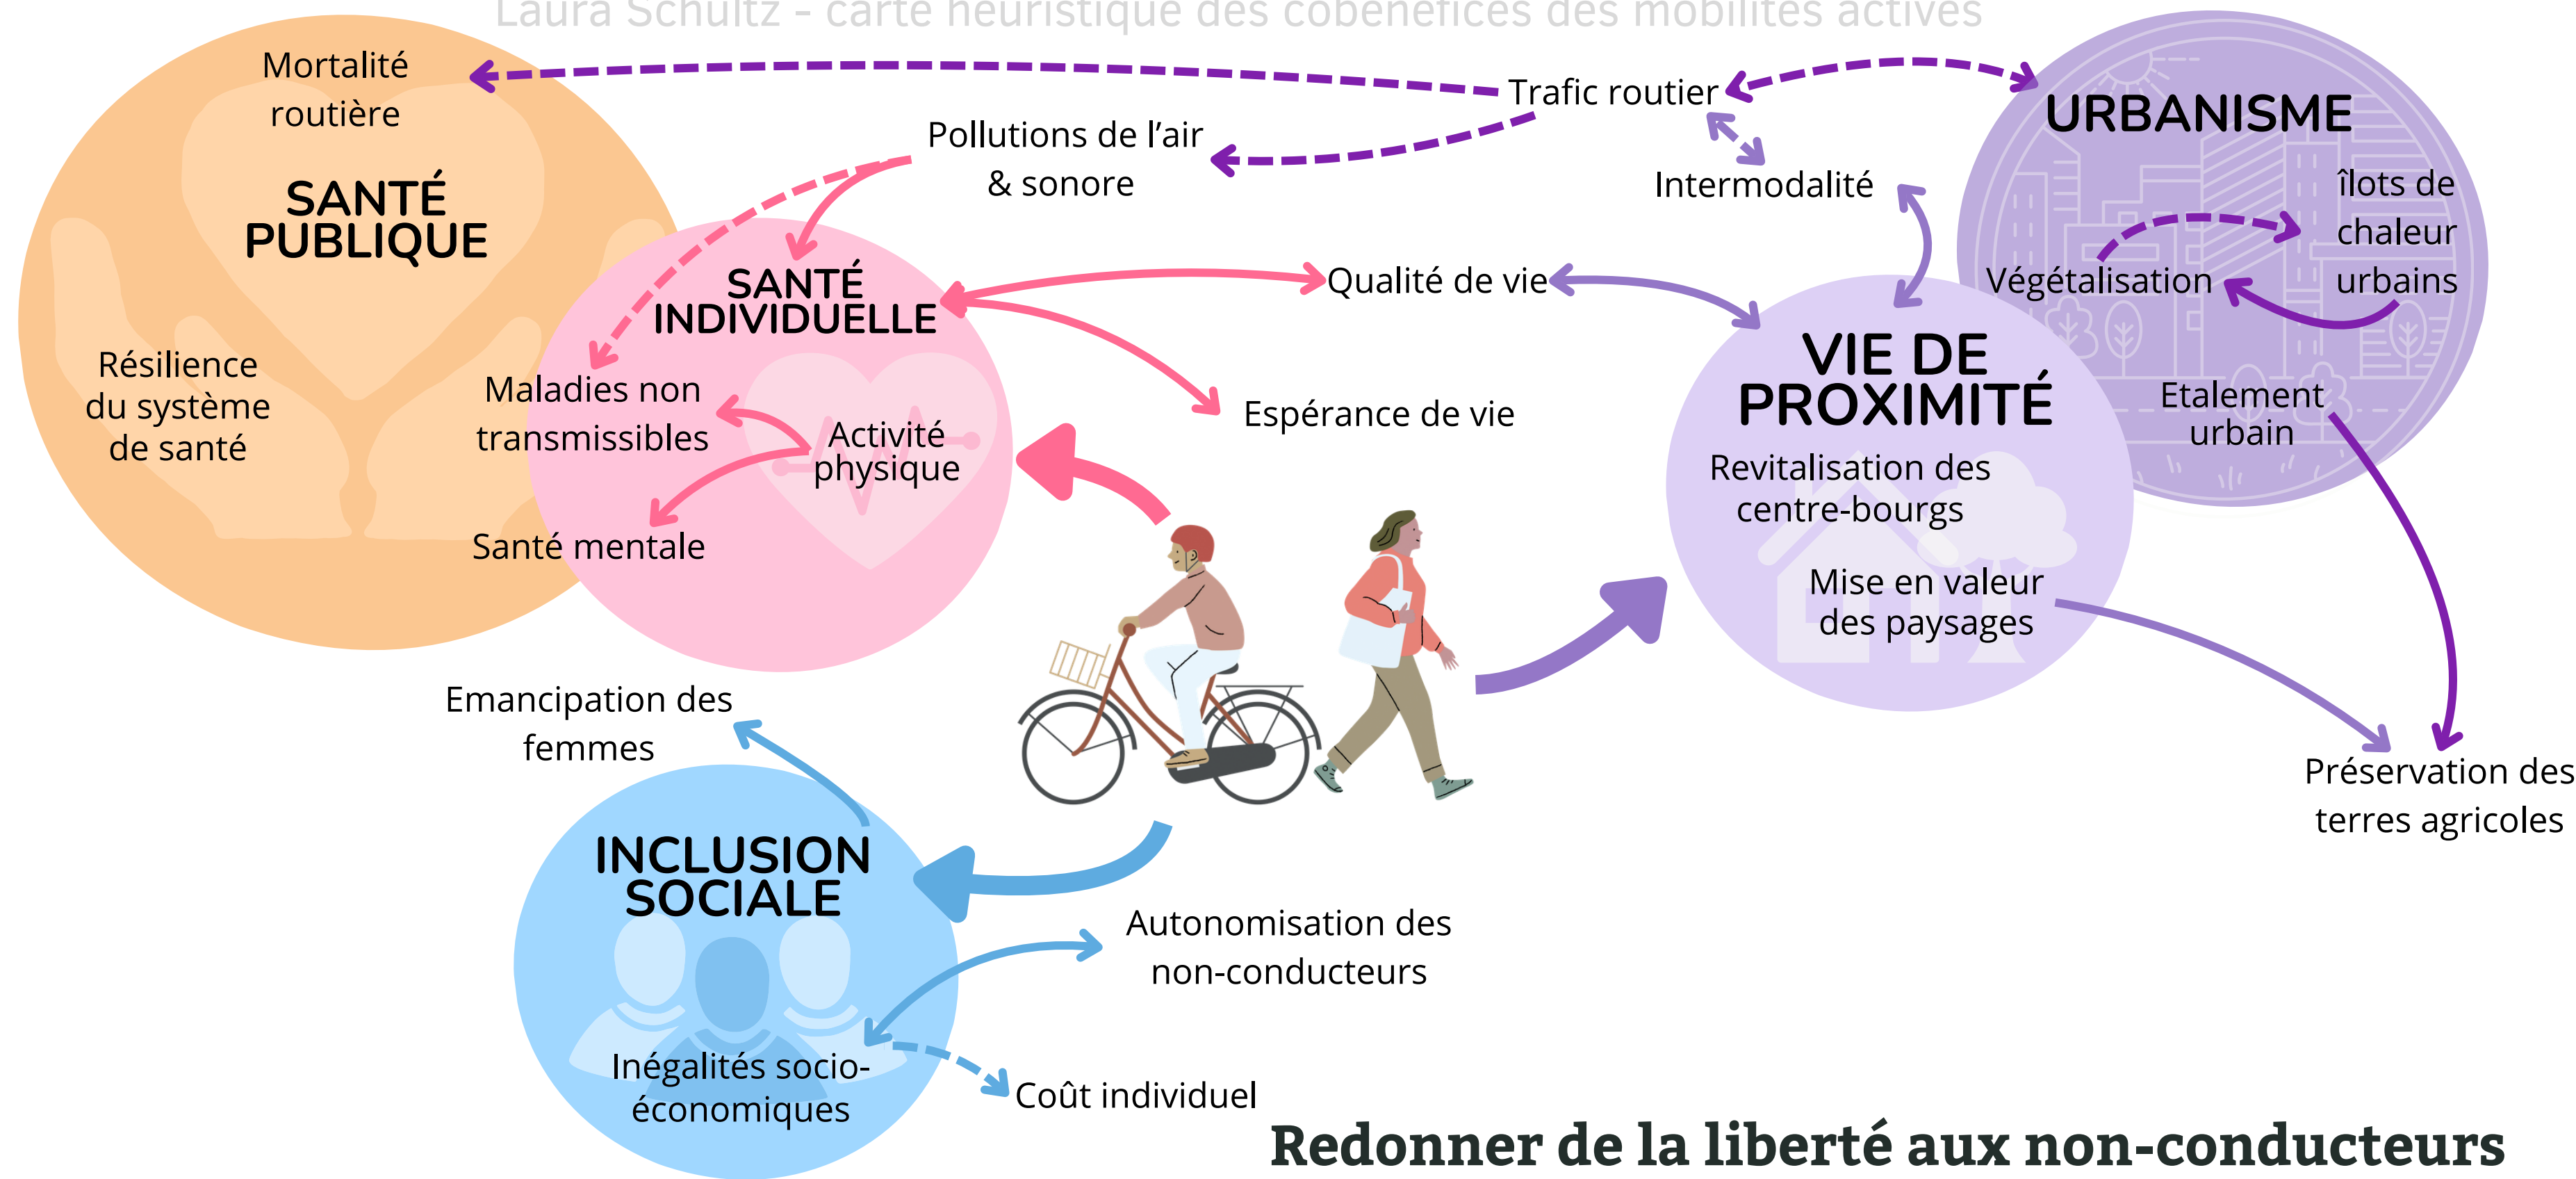 Laura Schultz - carte heuristique des cobénéfices des mobilités actives
Mortalité
routière
SANTÉ
PUBLIQUE
Résilience
du système
de santé
Pollutions de l'air
& sonore
Trafic routier
Intermodalité
URBANISME
îlots de
chaleur
urbains
Végétalisation
Etalement
urbain
SANTÉ
INDIVIDUELLE
Maladies non
transmissibles
Activité
physique
Santé mentale
Qualité de vie
Espérance de vie
VIE DE
PROXIMITÉ
Revitalisation des
centre-bourgs
Mise en valeur
des paysages
Préservation des
terres agricoles
Emancipation des
femmes
INCLUSION
SOCIALE
Autonomisation des
non-conducteurs
Inégalités socio-
économiques
Coût individuel
Redonner de la liberté aux non-conducteurs